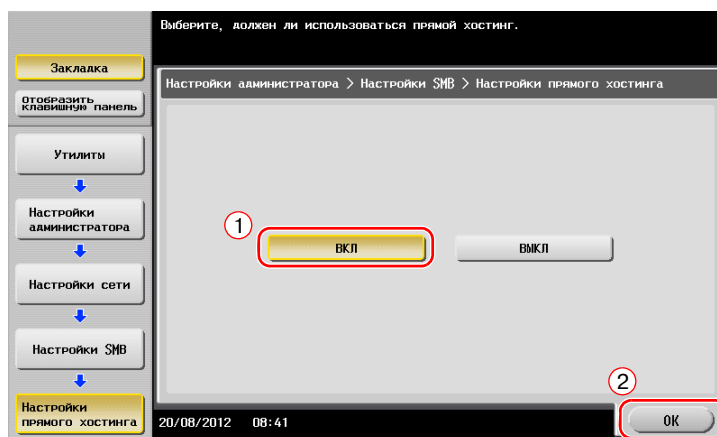 Выберите, должен ли использоваться прямой хостинг.
Закладка
Отобразить
клавишную панель
Настройки администратора > Настройки SMB > Настройки прямого хостинга
Утилиты
Настройки
администратора
Настройки сети
Настройки SMB
Настройки
прямого хостинга
1
ВКЛ
ВЫКЛ
2
20/08/2012 08:41
OK